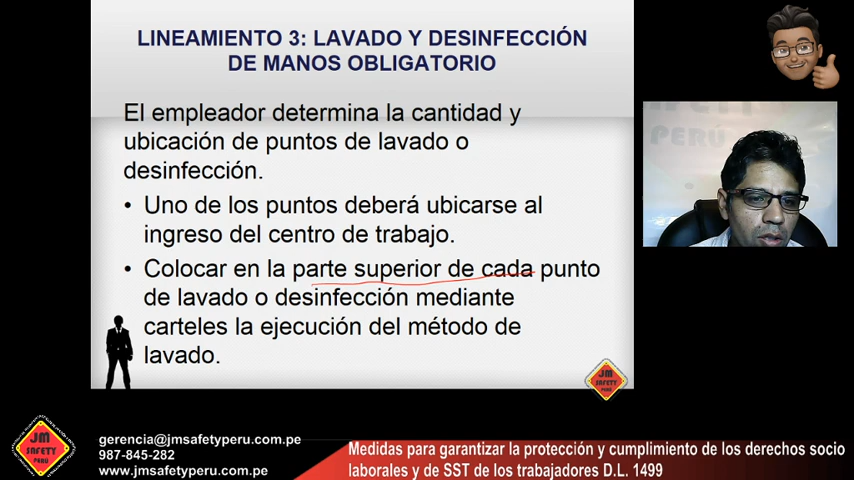 LINEAMIENTO 3: LAVADO Y DESINFECCIÓN
DE MANOS OBLIGATORIO
El empleador determina la cantidad y
ubicación de puntos de lavado o
desinfección.
• Uno de los puntos deberá ubicarse al
ingreso del centro de trabajo.
• Colocar en la parte superior de cada punto
de lavado o desinfección mediante
carteles la ejecución del método de
lavado.
JM
SAFETY
PERÚ
PERÚ
JM
SAFETY
PERÚ
gerencia@jmsafetyperu.com.pe
987-845-282
www.jmsafetyperu.com.pe
Medidas para garantizar la protección y cumplimiento de los derechos socio
laborales y de SST de los trabajadores D.L. 1499